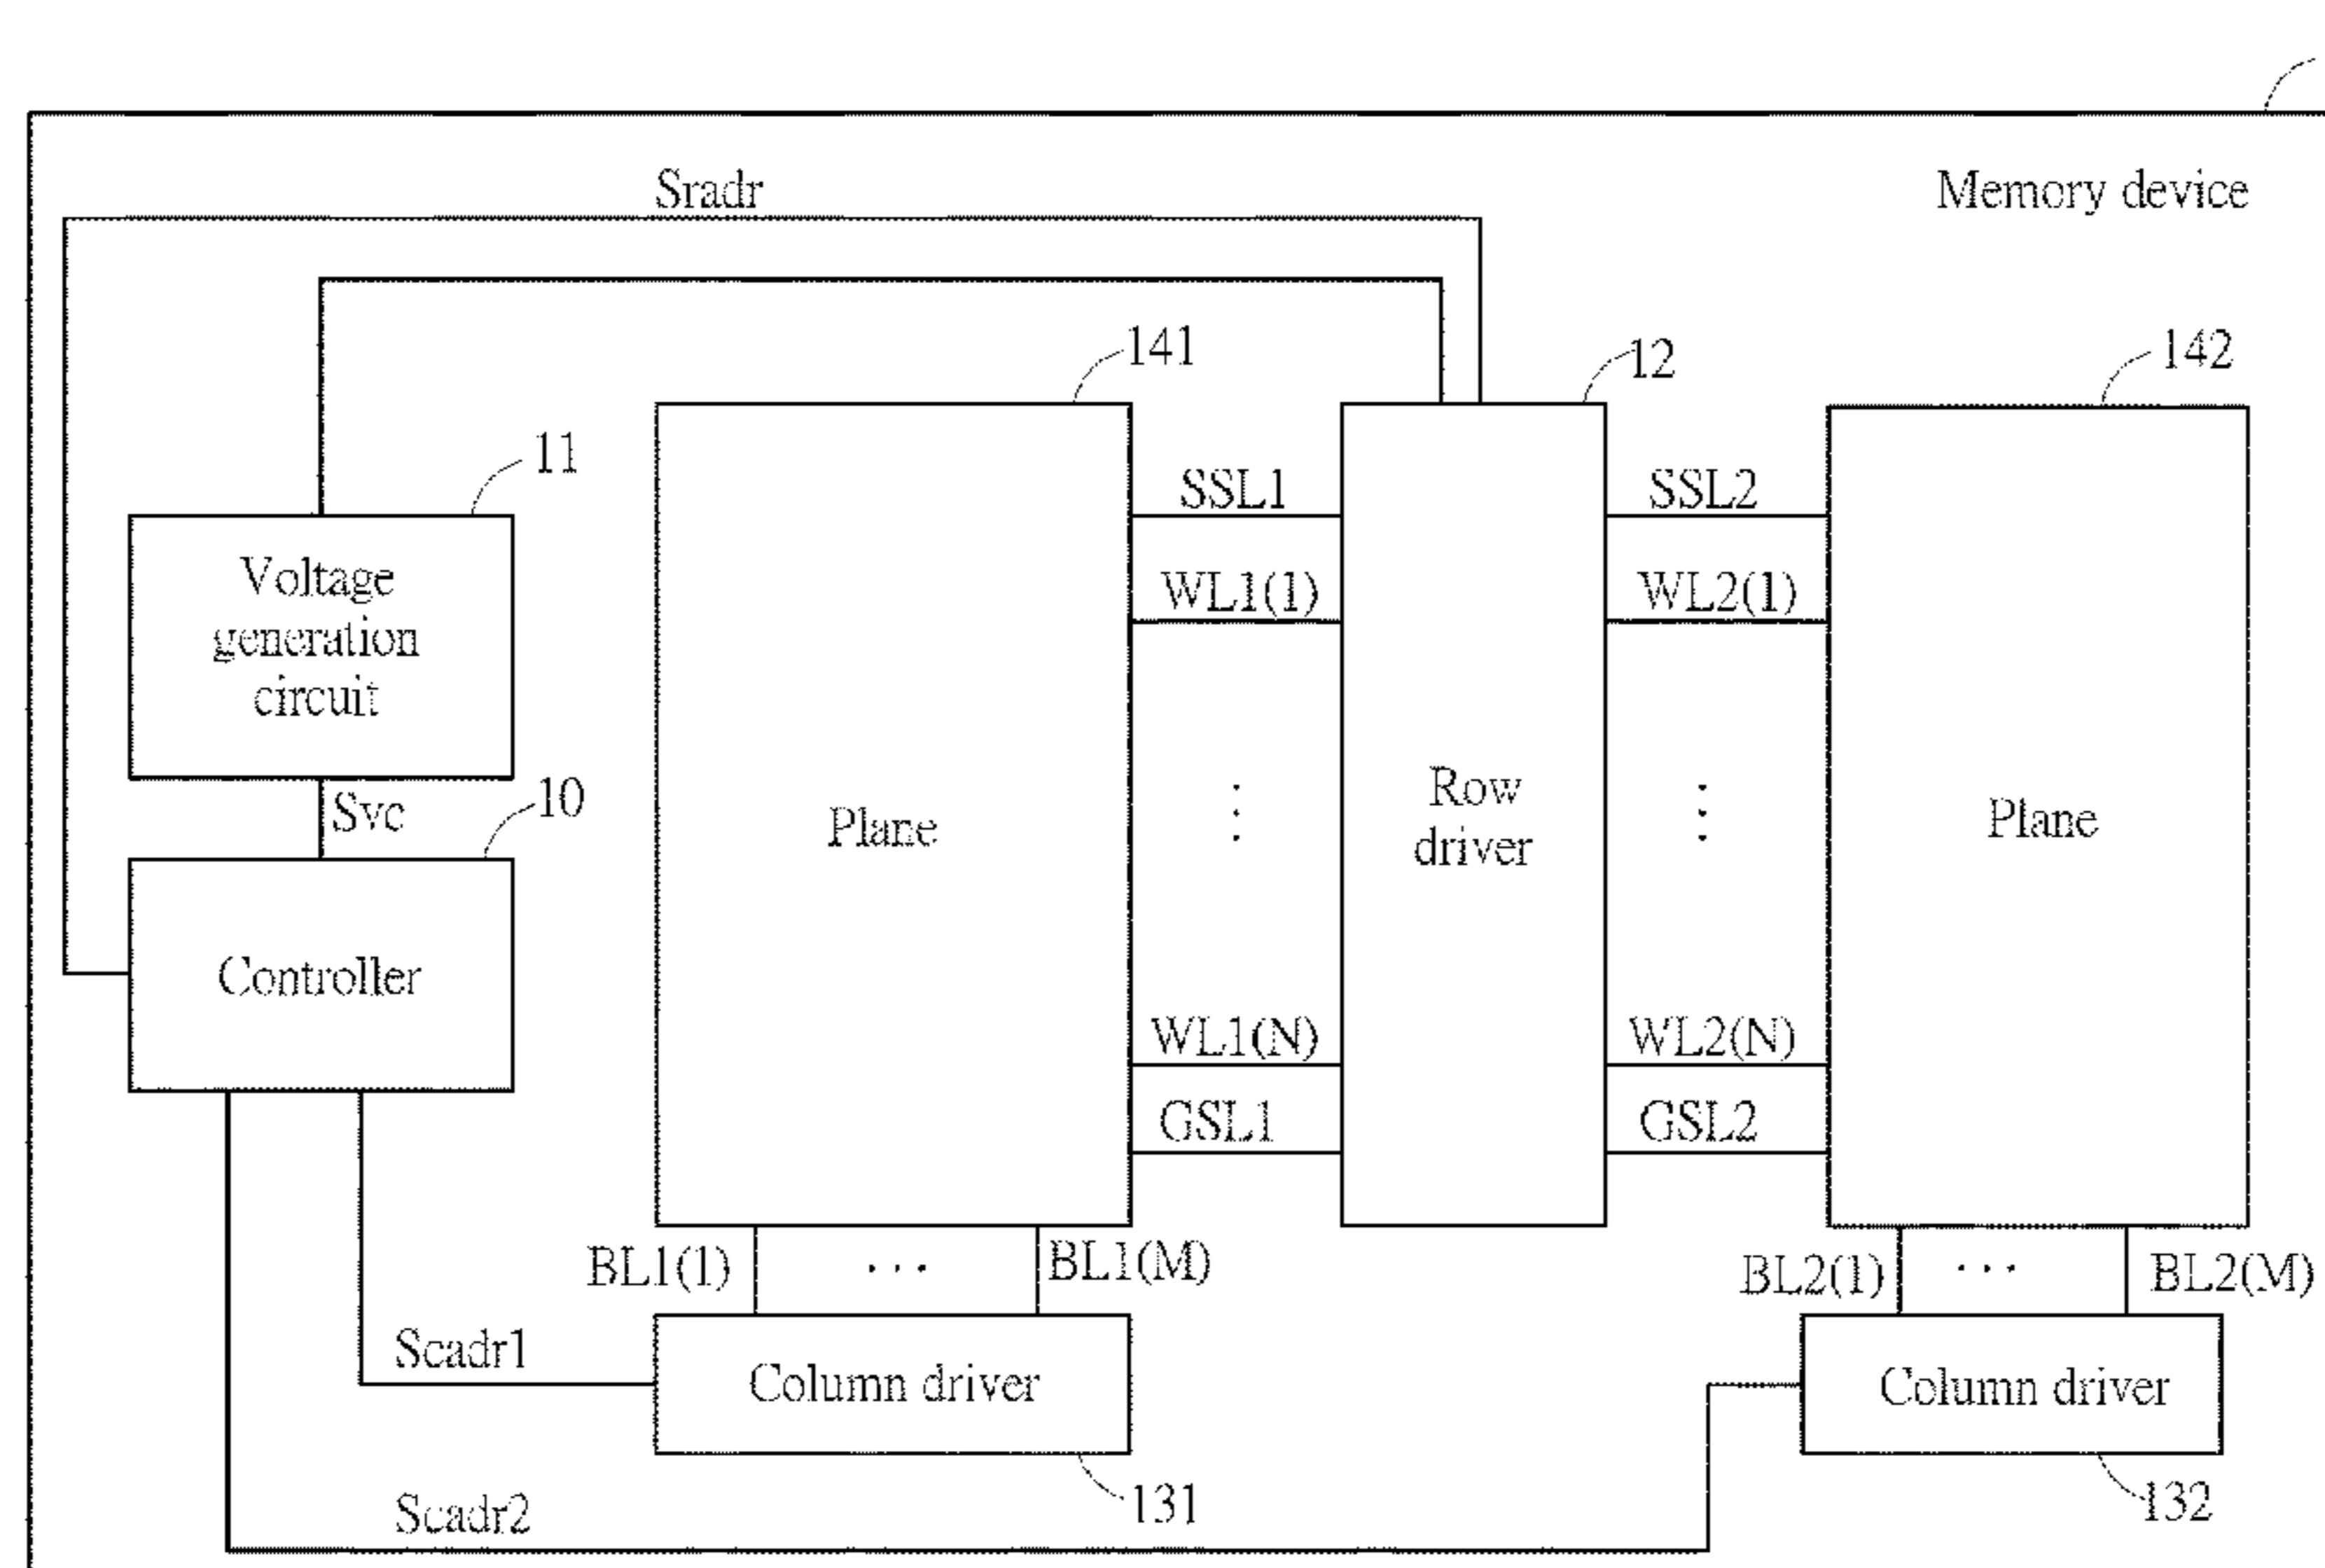 Sradr
Memory device
141
12
142
11
SSL1
SSL2
Voltage
generation
circuit
WL1(1)
WL2(1)
Svc
10
Plane
Row
driver
Plane
Controller
WL1(N)
WL2(N)
GSL1
GSL2
BL1(1)
...
BL1(M)
BL2(1)
...
BL2(M)
Scadr1
Column driver
Column driver
131
132
Scadr2